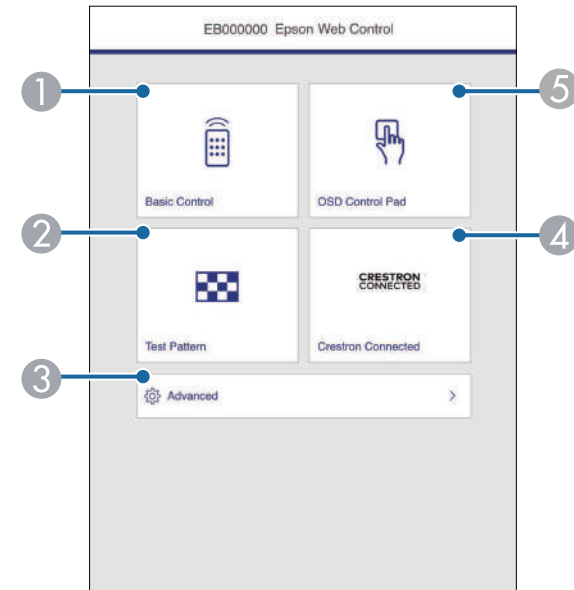 EB000000 Epson Web Control
1
5
Basic Control
OSD Control Pad
2
4
CRESTRON
CONNECTED
Test Pattern
Crestron Connected
3
Advanced